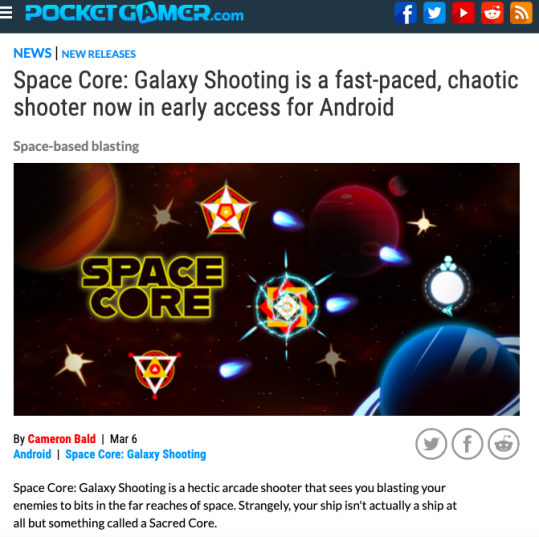 POCKETGAMER.com
NEWS | NEW RELEASES
Space Core: Galaxy Shooting is a fast-paced, chaotic
shooter now in early access for Android
Space-based blasting
SPACE
CORE
By Cameron Bald | Mar 6
Android | Space Core: Galaxy Shooting
Space Core: Galaxy Shooting is a hectic arcade shooter that sees you blasting your
enemies to bits in the far reaches of space. Strangely, your ship isn't actually a ship at
all but something called a Sacred Core.